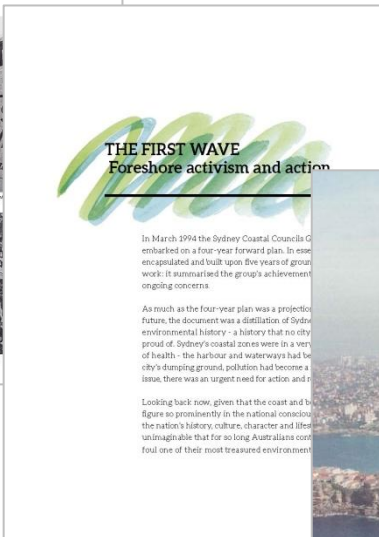 THE FIRST WAVE
Foreshore activism and action
In March 1994 the Sydney Coastal Councils G
embarked on a four-year forward plan. In esse
encapsulated and built upon five years of groun
work: it summarised the group's achievement
ongoing concerns.
As much as the four-year plan was a projectio
future, the document was a distillation of Sydn
environmental history - a history that no city
proud of. Sydney's coastal zones were in a very
of health - the harbour and waterways had be
city's dumping ground, pollution had become a
issue, there was an urgent need for action and r
Looking back now, given that the coast and b
figure so prominently in the national consciou
the nation's history, culture, character and lifes
unimaginable that for so long Australians cont
foul one of their most treasured environment